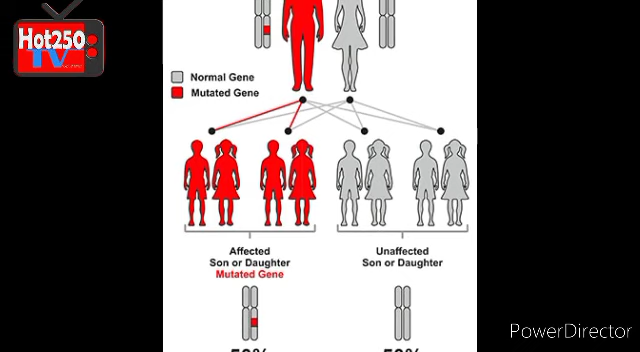 Hot250
TV
Normal Gene
Mutated Gene
Affected
Son or Daughter
Mutated Gene
Unaffected
Son or Daughter
PowerDirector